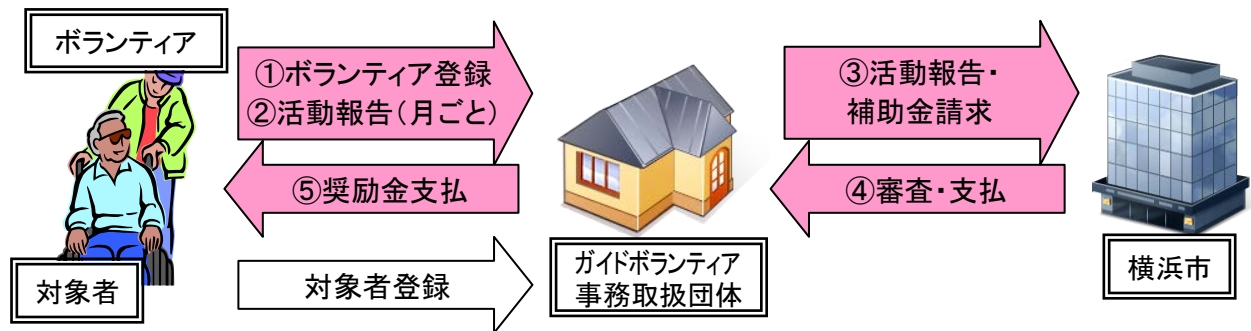 ボランティア
①ボランティア登録
②活動報告（月ごと）
③活動報告・
補助金請求
⑤奨励金支払
④審査・支払
対象者
対象者登録
ガイドボランティア
事務取扱団体
横浜市